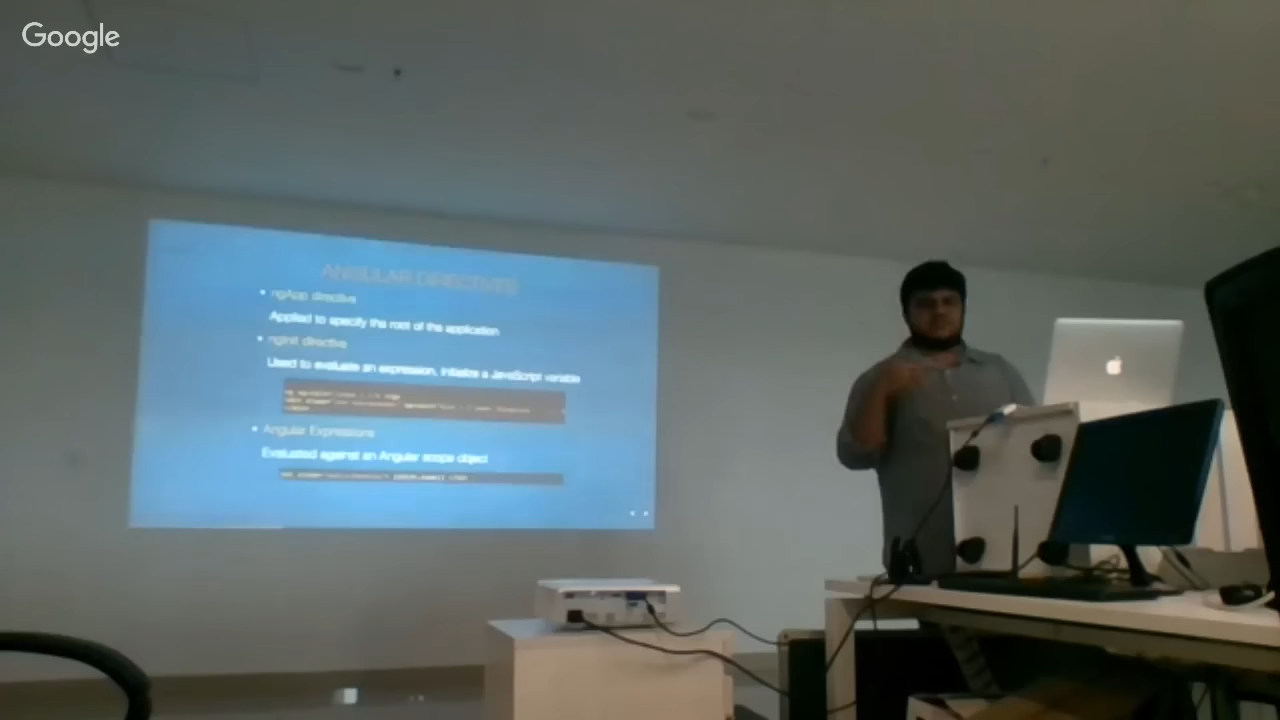 Google
ANGULAR DIRECTIVES
ngApp directive
Applied to specify the root of the application
ngInit directive
Used to evaluate an expression, initialize a JavaScript variable
Angular Expressions
Evaluated against an Angular scope object